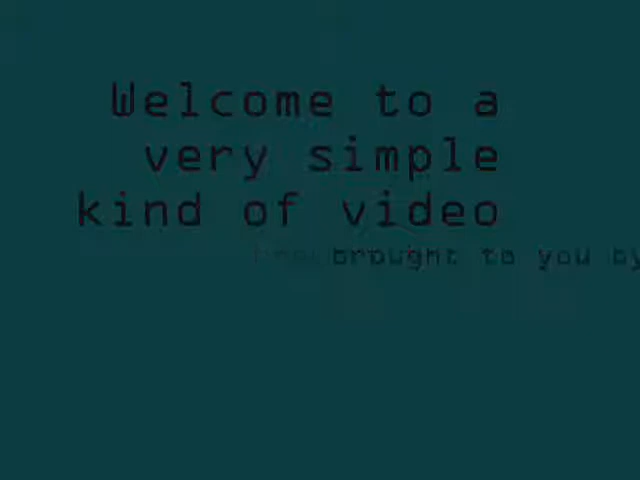 Welcome to a
very simple
kind of video
brought to you by